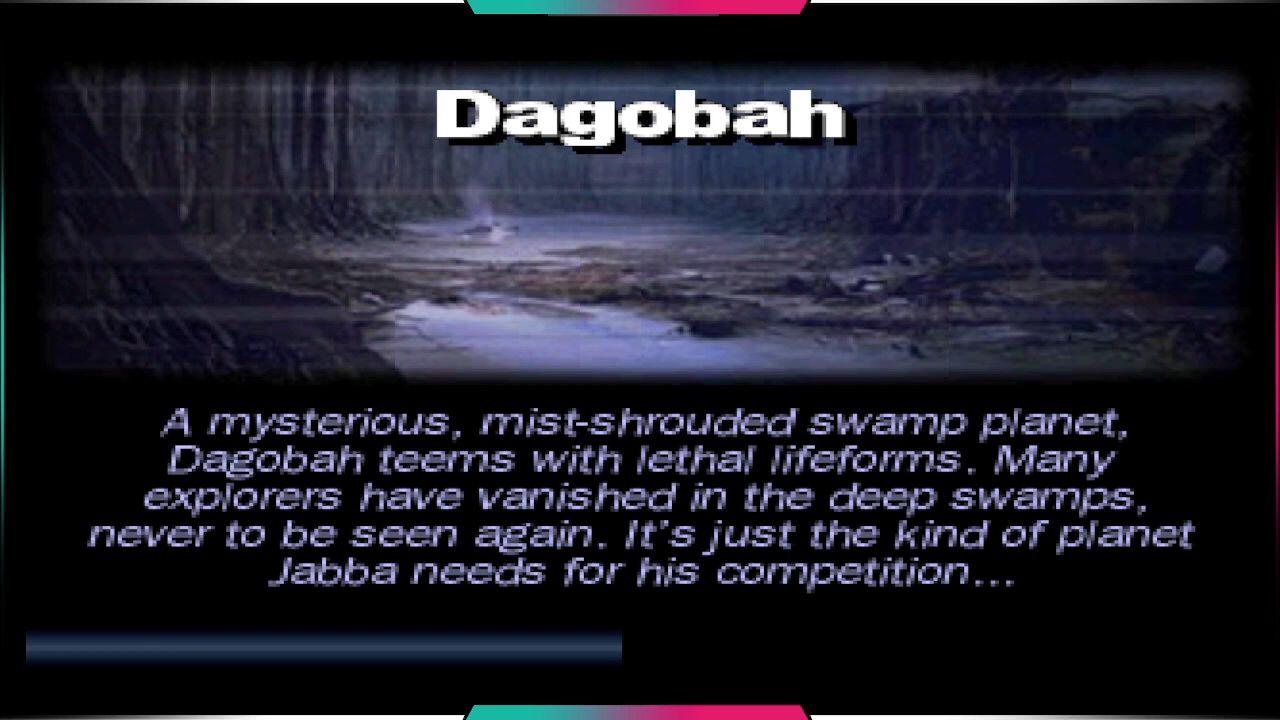 Dagobah
A mysterious, mist-shrouded swamp planet,
Dagobah teems with lethal lifeforms. Many
explorers have vanished in the deep swamps,
never to be seen again. It's just the kind of planet
Jabba needs for his competition...